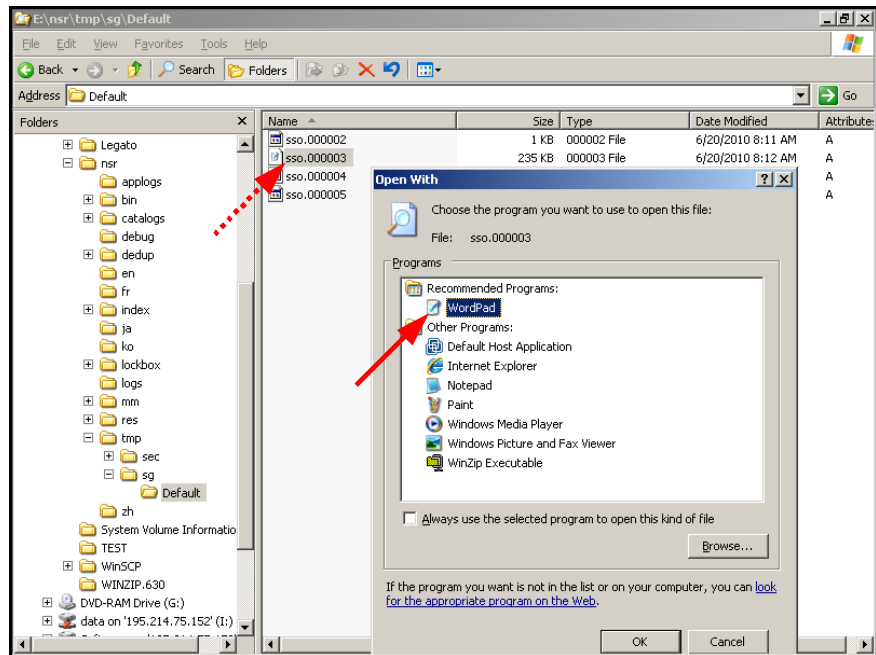 E:\nsr\tmp\sg\Default
File Edit View Favorites Tools Help
Back Search Folders
Address Default Go
Folders
Legato
nsr
applogs
bin
catalogs
debug
dedup
en
fr
index
ja
ko
lockbox
logs
mm
res
tmp
sec
sg
Default
zh
System Volume Informatio
TEST
WinSCP
WINZIP.630
DVD-RAM Drive (G:)
data on '195.214.75.152' (I:)
Name Size Type Date Modified Attribute
sso.000002 1 KB 000002 File 6/20/2010 8:11 AM A
sso.000003 235 KB 000003 File 6/20/2010 8:12 AM A
sso.000004 A
sso.000005 A
Open With
Choose the program you want to use to open this file:
File: sso.000003
Programs
Recommended Programs:
WordPad
Other Programs:
Default Host Application
Internet Explorer
Notepad
Paint
Windows Media Player
Windows Picture and Fax Viewer
WinZip Executable
Always use the selected program to open this kind of file
Browse...
If the program you want is not in the list or on your computer, you can look
for the appropriate program on the Web.
OK Cancel